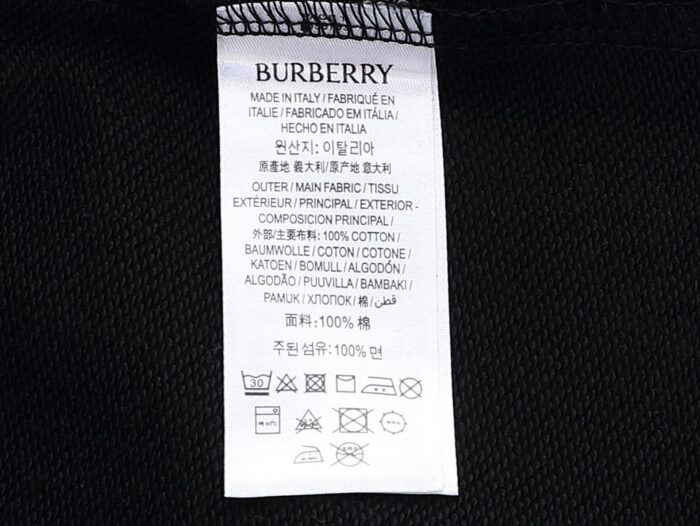 BURBERRY
MADE IN ITALY / FABRIQUÉ EN
ITALIE / FABRICADO EM ITÁLIA /
HECHO EN ITALIA
원산지: 이탈리아
原產地 義大利/原产地 意大利
OUTER / MAIN FABRIC / TISSU
EXTÉRIEUR / PRINCIPAL / EXTERIOR -
COMPOSICION PRINCIPAL /
外部/主要布料: 100% COTTON /
BAUMWOLLE / COTON / COTONE /
KATOEN / BOMULL / ALGODÓN /
ALGODÃO / PUUVILLA / BAMBAKI /
PAMUK / ХЛОПОК / 棉 / قطن
面料:100% 棉
주된 섬유:100% 면
30